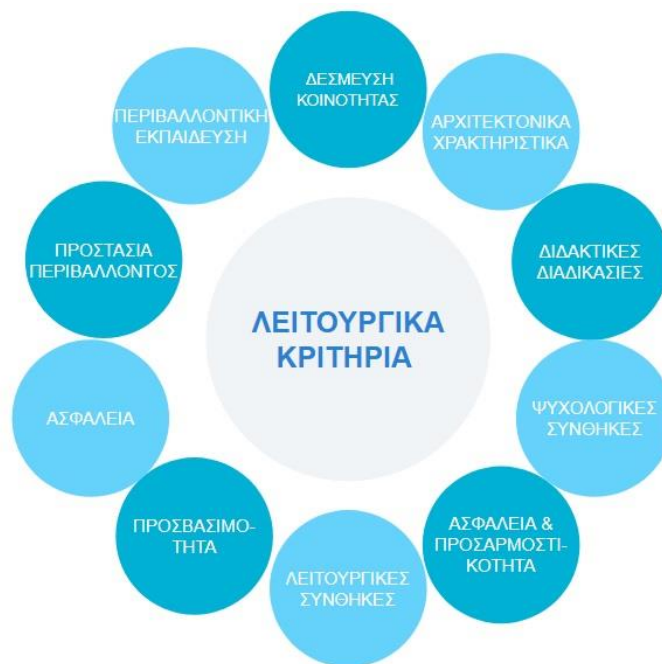 ΔΕΣΜΕΥΣΗ
ΚΟΙΝΟΤΗΤΑΣ
ΑΡΧΙΤΕΚΤΟΝΙΚΑ
ΧΡΑΚΤΗΡΙΣΤΙΚΑ
ΔΙΔΑΚΤΙΚΕΣ
ΔΙΑΔΙΚΑΣΙΕΣ
ΨΥΧΟΛΟΓΙΚΕΣ
ΣΥΝΘΗΚΕΣ
ΑΣΦΑΛΕΙΑ &
ΠΡΟΣΑΡΜΟΣΤΙ-
ΚΟΤΗΤΑ
ΛΕΙΤΟΥΡΓΙΚΕΣ
ΣΥΝΘΗΚΕΣ
ΠΡΟΣΒΑΣΙΜΟ-
ΤΗΤΑ
ΑΣΦΑΛΕΙΑ
ΠΡΟΣΤΑΣΙΑ
ΠΕΡΙΒΑΛΛΟΝΤΟΣ
ΠΕΡΙΒΑΛΛΟΝΤΙΚΗ
ΕΚΠΑΙΔΕΥΣΗ
ΛΕΙΤΟΥΡΓΙΚΑ
ΚΡΙΤΗΡΙΑ